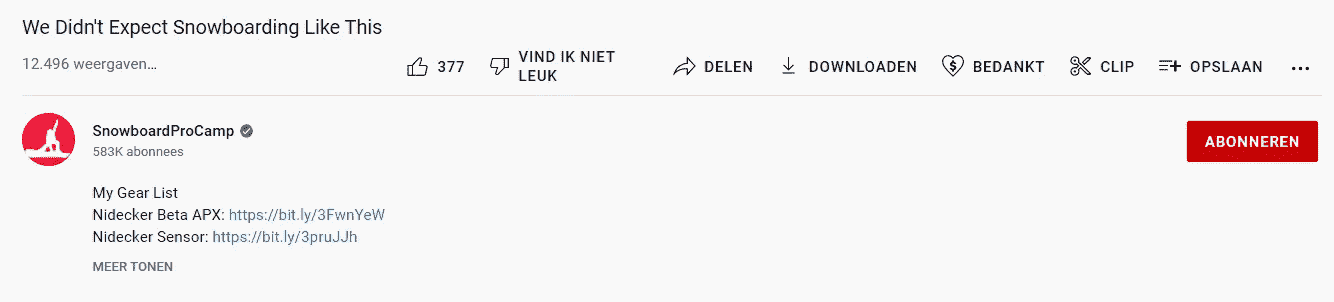 We Didn't Expect Snowboarding Like This
12.496 weergaven…
377
VIND IK NIET
LEUK
DELEN
DOWNLOADEN
BEDANKT
CLIP
OPSLAAN
SnowboardProCamp
583K abonnees
ABONNEREN
My Gear List
Nidecker Beta APX: https://bit.ly/3FwnYeW
Nidecker Sensor: https://bit.ly/3pruJJh
MEER TONEN